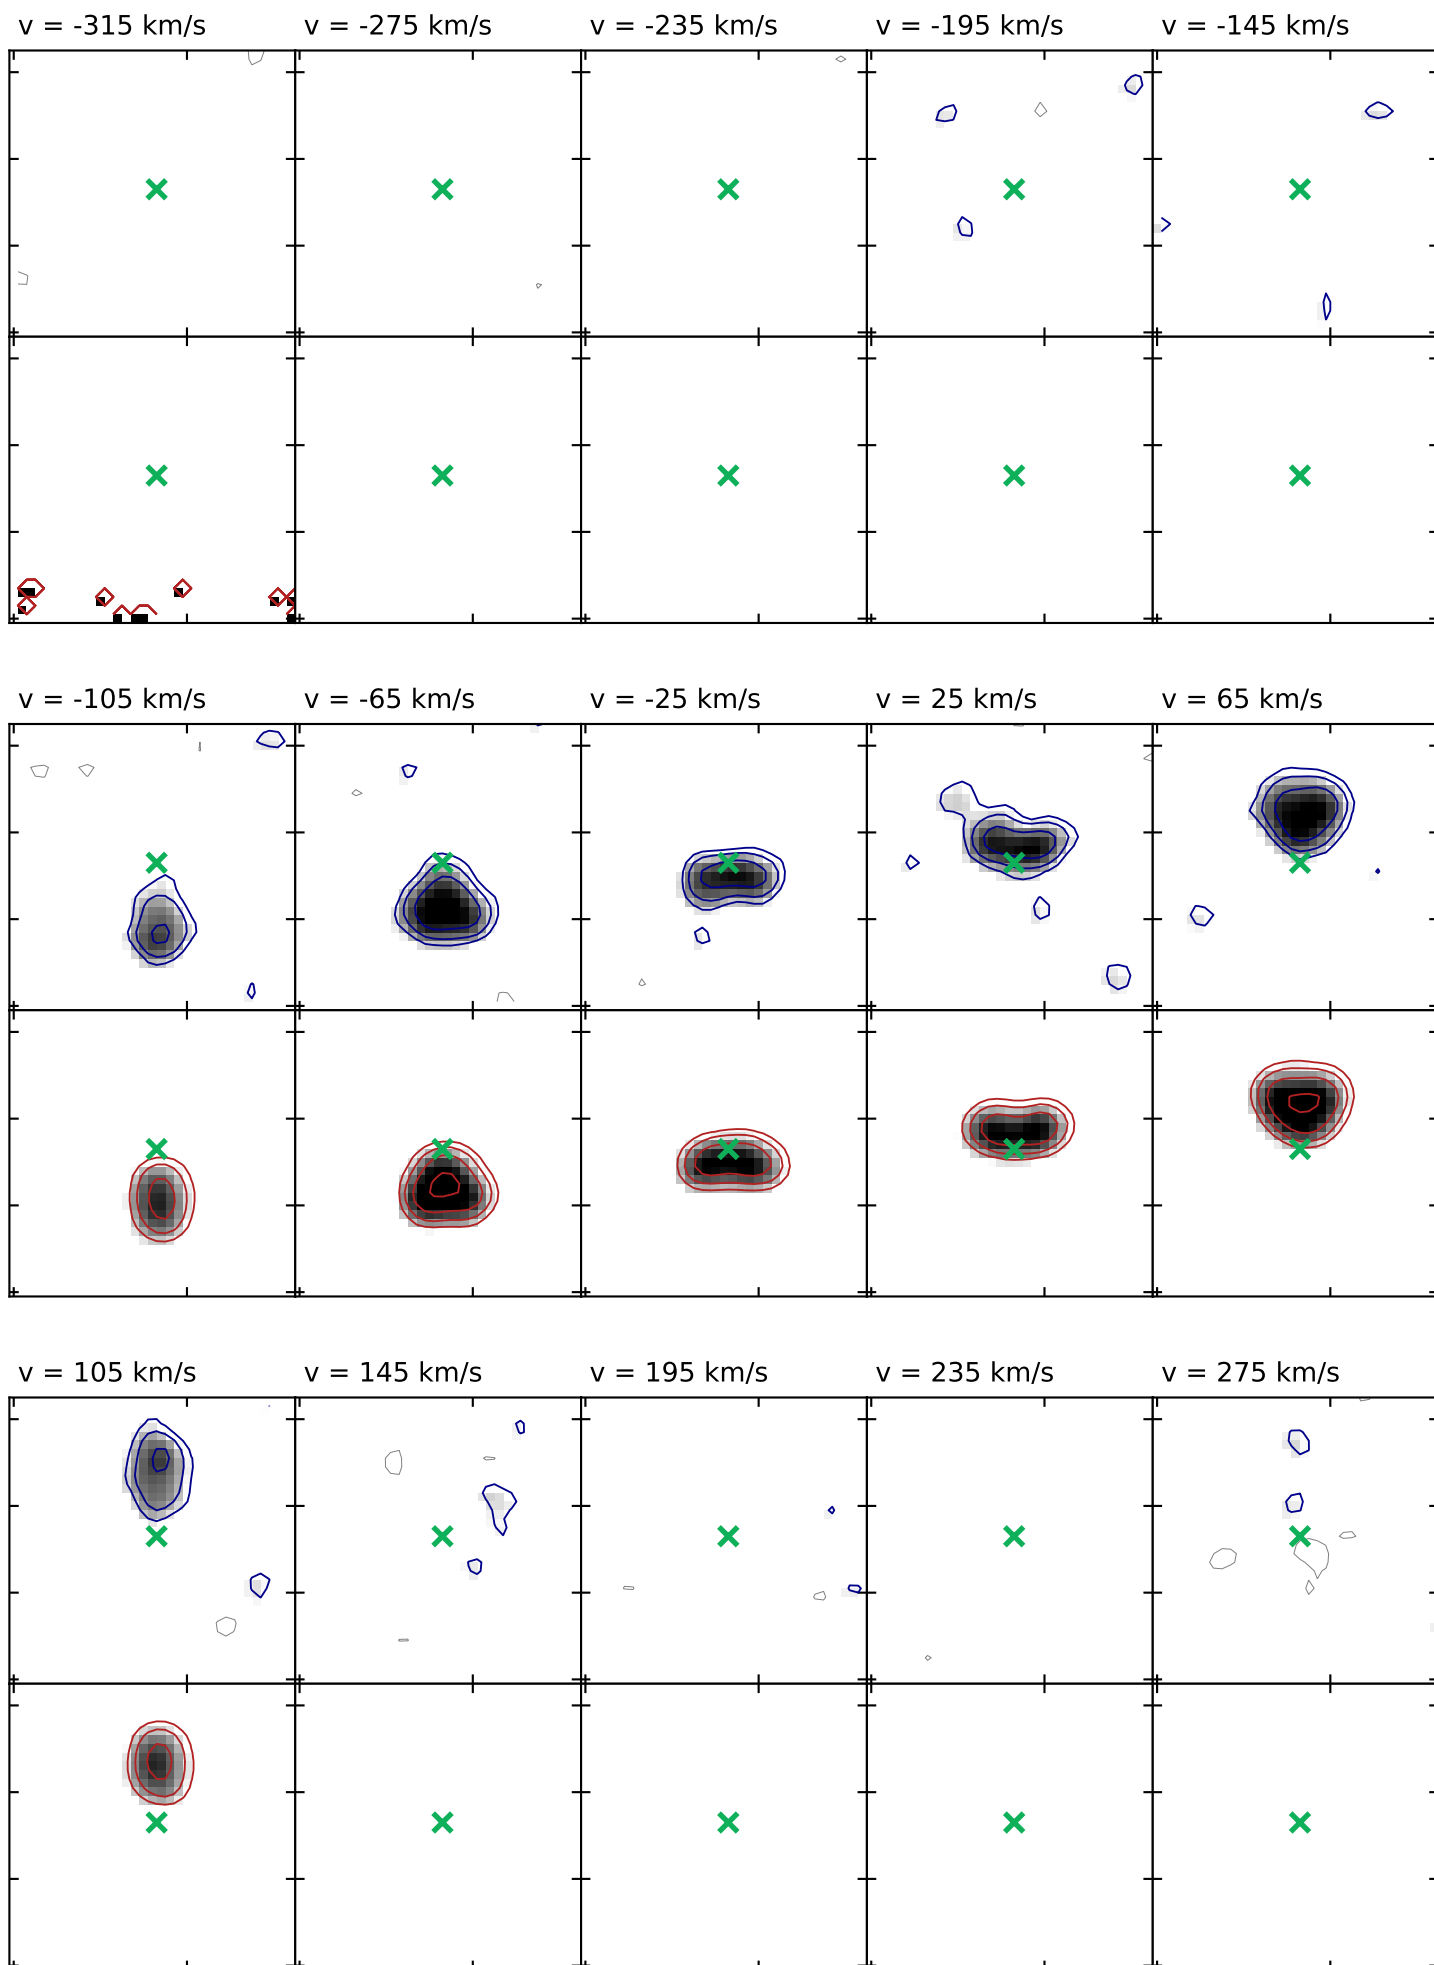 v = -315 km/s v = -275 km/s v = -235 km/s v = -195 km/s v = -145 km/s
v = -105 km/s v = -65 km/s v = -25 km/s v = 25 km/s v = 65 km/s
v = 105 km/s v = 145 km/s v = 195 km/s v = 235 km/s v = 275 km/s